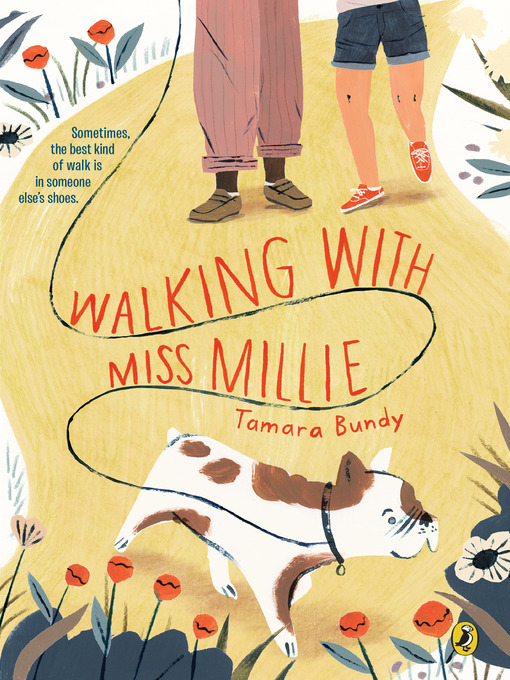 Sometimes,
the best kind
of walk is
in someone
else's shoes.
WALKING WITH
MISS MILLIE
Tamara Bundy